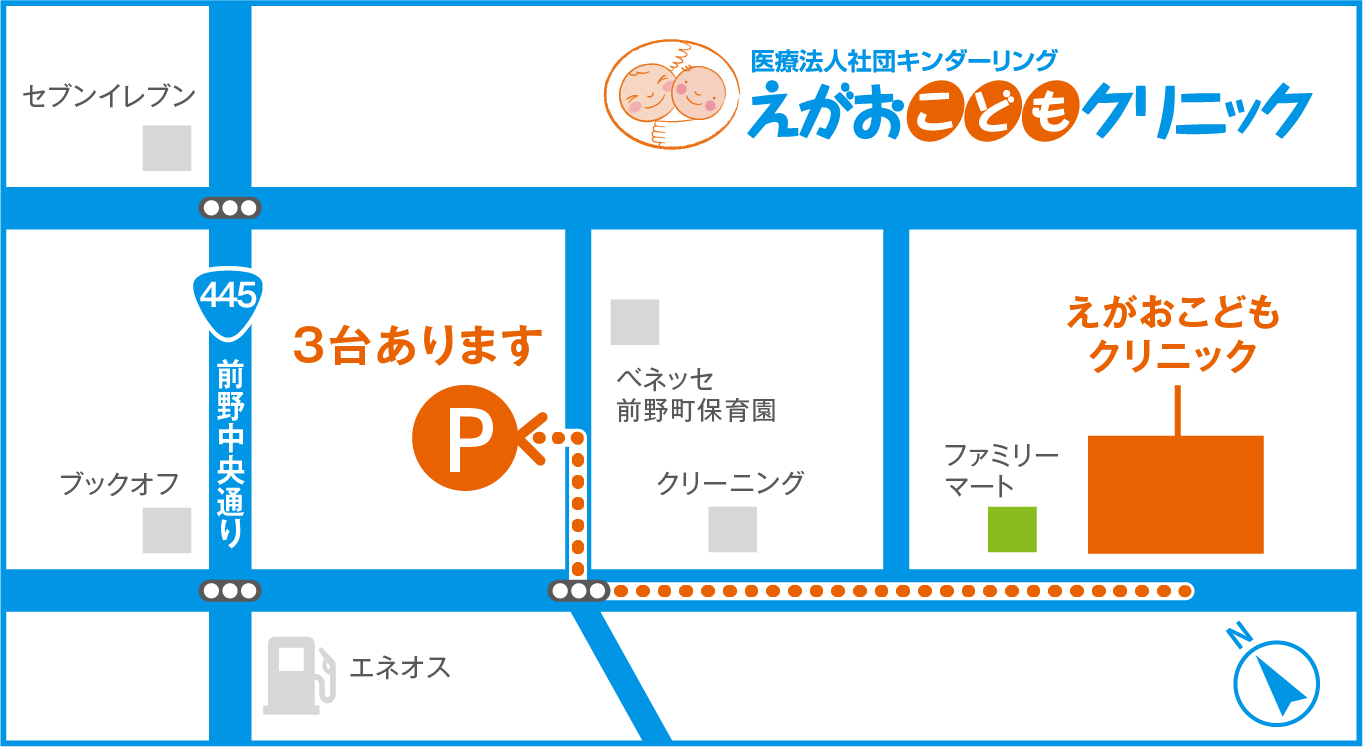 医療法人社団キンダーリング
えがおこどもクリニック
セブンイレブン
445
前野中央通り
3台あります
P
ベネッセ
前野町保育園
クリーニング
えがおこども
クリニック
ファミリー
マート
ブックオフ
エネオス
N